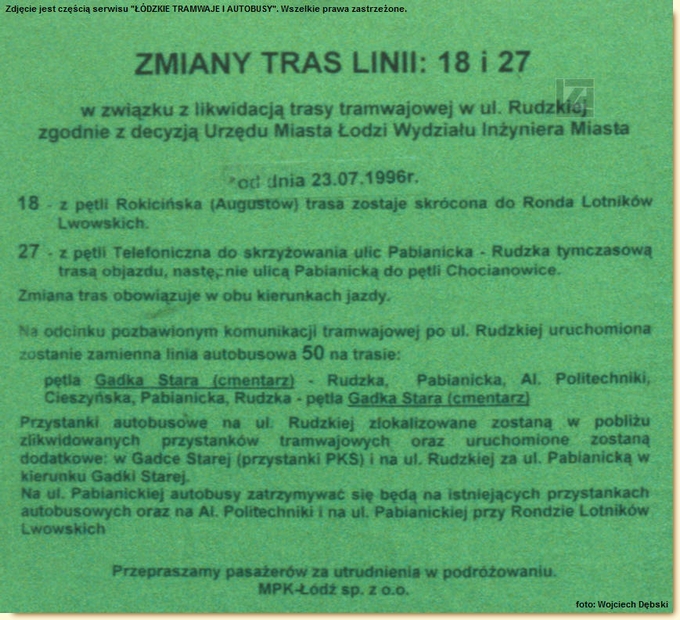 Zdjęcie jest częścią serwisu "ŁÓDZKIE TRAMWAJE I AUTOBUSY". Wszelkie prawa zastrzeżone.
ZMIANY TRAS LINII: 18 i 27
w związku z likwidacją trasy tramwajowej w ul. Rudzkiej
zgodnie z decyzją Urzędu Miasta Łodzi Wydziału Inżyniera Miasta
od dnia 23.07.1996r.
18 - z pętli Rokicińska (Augustów) trasa zostaje skrócona do Ronda Lotników
Lwowskich.
27 - z pętli Telefoniczna do skrzyżowania ulic Pabianicka - Rudzka tymczasową
trasą objazdu, następnie ulicą Pabianicką do pętli Chocianowice.
Zmiana tras obowiązuje w obu kierunkach jazdy.
Na odcinku pozbawionym komunikacji tramwajowej po ul. Rudzkiej uruchomiona
zostanie zamienna linia autobusowa 50 na trasie:
pętla Gadka Stara (cmentarz) - Rudzka, Pabianicka, Al. Politechniki,
Cieszyńska, Pabianicka, Rudzka - pętla Gadka Stara (cmentarz)
Przystanki autobusowe na ul. Rudzkiej zlokalizowane zostaną w pobliżu
zlikwidowanych przystanków tramwajowych oraz uruchomione zostaną
dodatkowe: w Gadce Starej (przystanki PKS) i na ul. Rudzkiej za ul. Pabianicką w
kierunku Gadki Starej.
Na ul. Pabianickiej autobusy zatrzymywać się będą na istniejących przystankach
autobusowych oraz na Al. Politechniki i na ul. Pabianickiej przy Rondzie Lotników
Lwowskich
Przepraszamy pasażerów za utrudnienia w podróżowaniu.
MPK-Łódź sp. z o.o.
foto: Wojciech Dębski